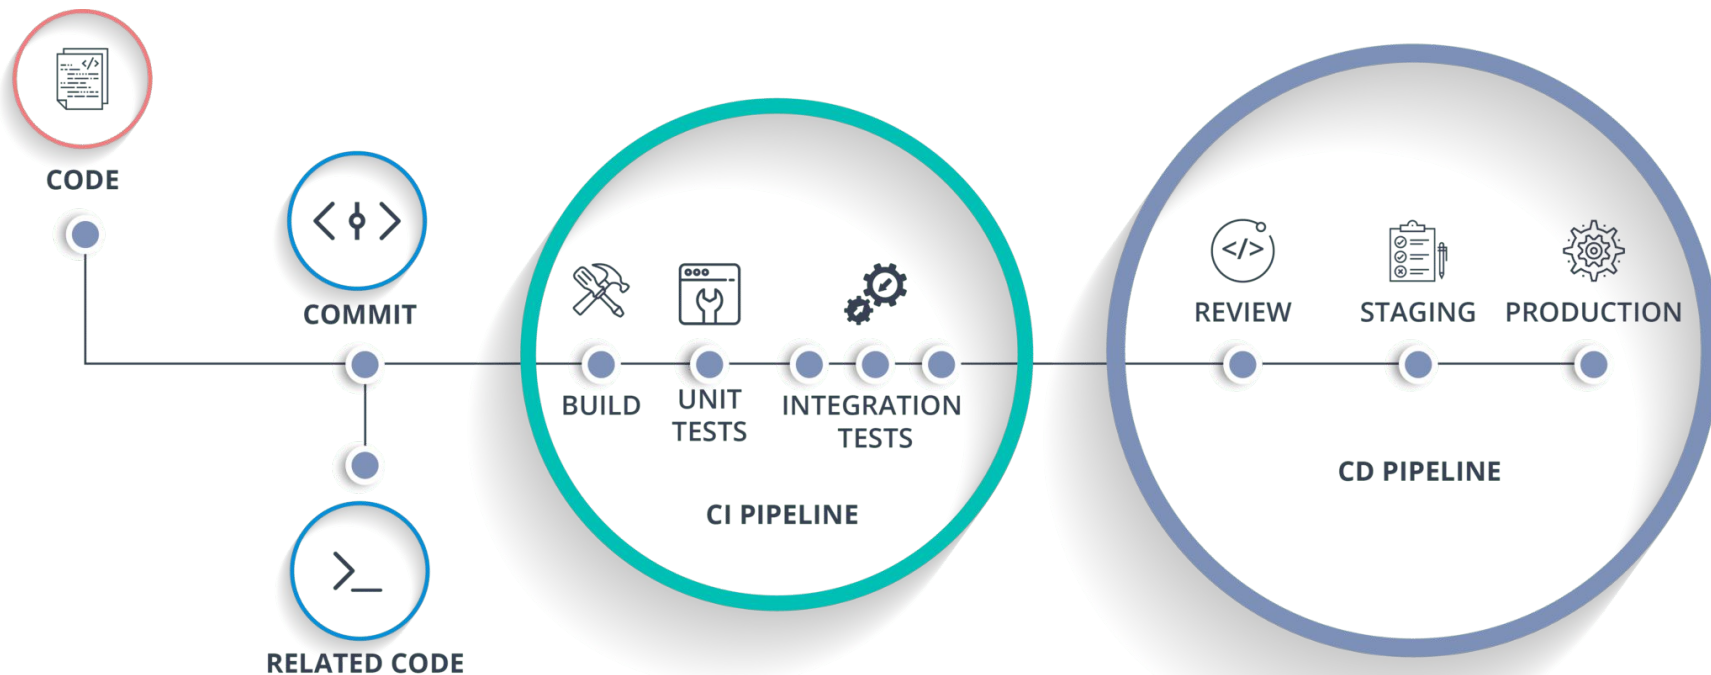 CODE
COMMIT
RELATED CODE
BUILD
UNIT
TESTS
INTEGRATION
TESTS
CI PIPELINE
REVIEW
STAGING
PRODUCTION
CD PIPELINE